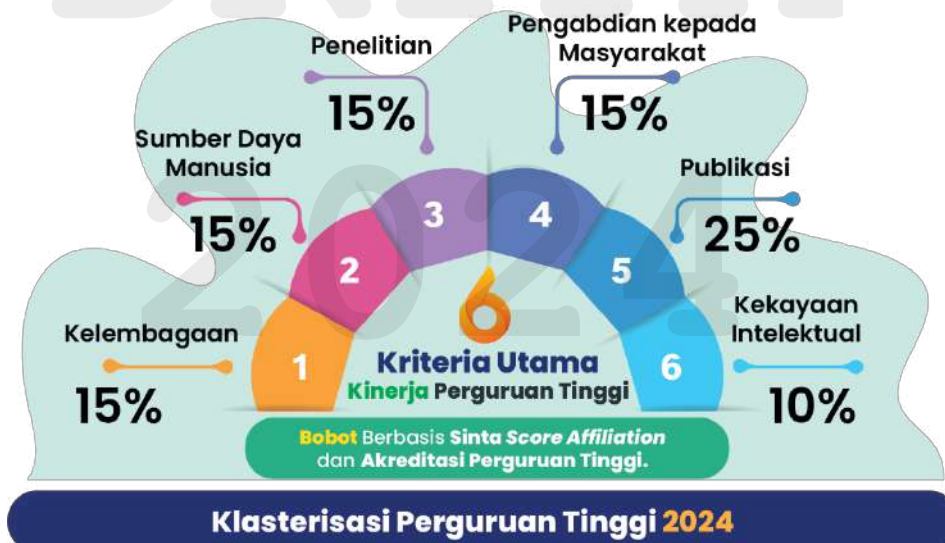 Penelitian
15%
Pengabdian kepada
Masyarakat
15%
Sumber Daya
Manusia
15%
Publikasi
25%
Kelembagaan
15%
Kekayaan
Intelektual
10%
1
2
3
4
5
6
6
Kriteria Utama
Kinerja Perguruan Tinggi
Bobot Berbasis Sinta Score Affiliation
dan Akreditasi Perguruan Tinggi.
Klasterisasi Perguruan Tinggi 2024
2024